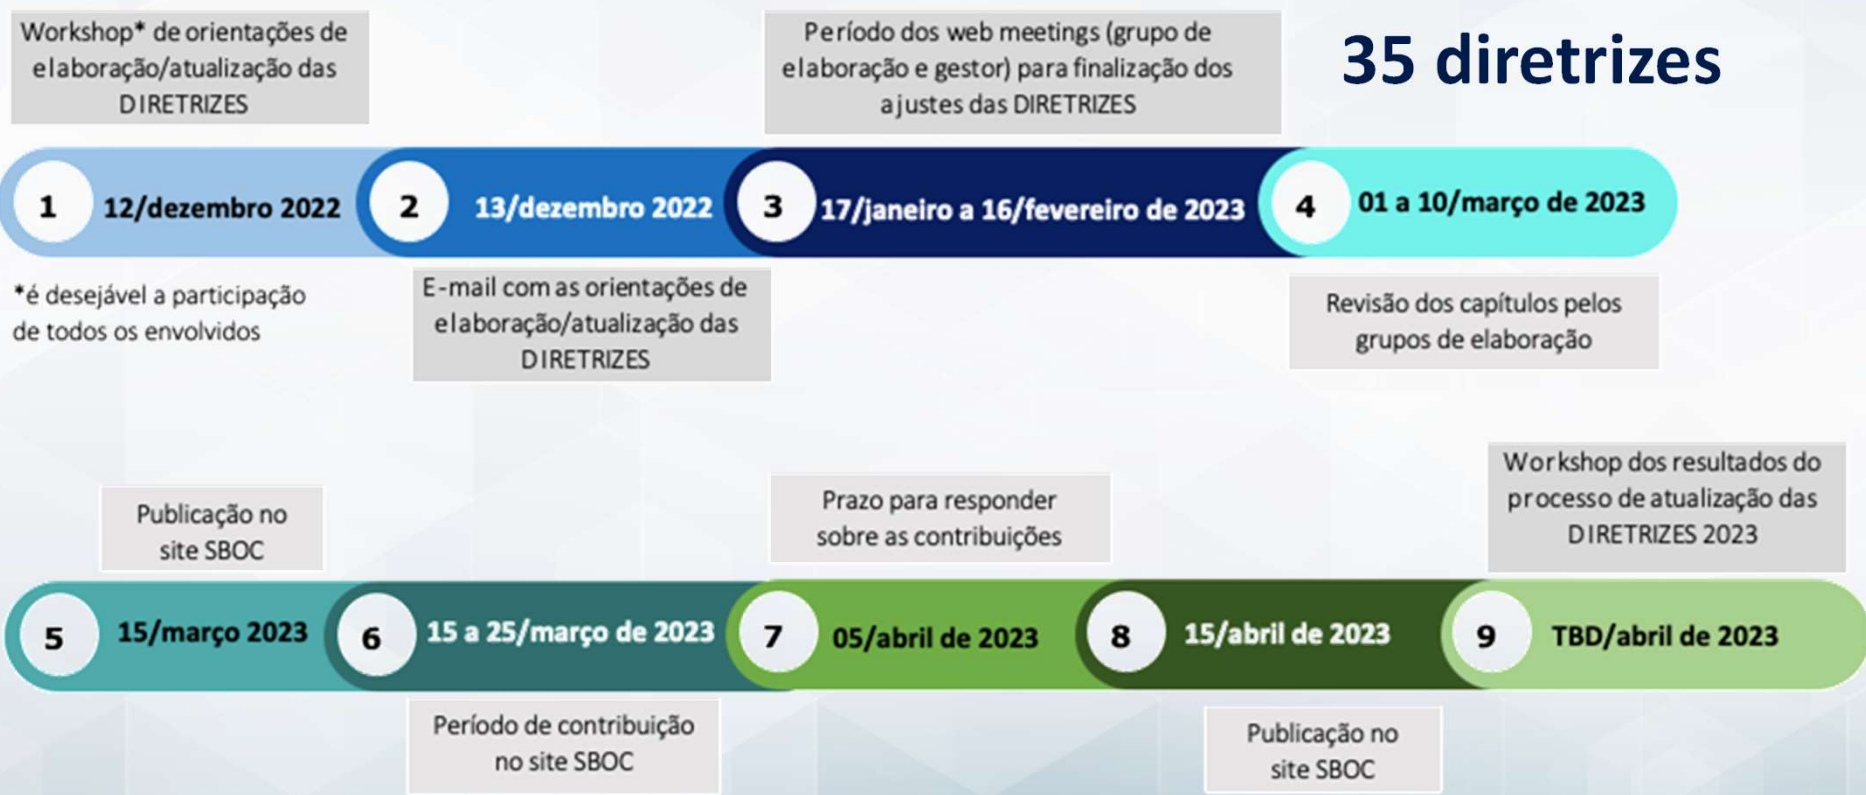 Workshop* de orientações de
elaboração/atualização das
DIRETRIZES
Período dos web meetings (grupo de
elaboração e gestor) para finalização dos
ajustes das DIRETRIZES
35 diretrizes
1 12/dezembro 2022
2 13/dezembro 2022
3 17/janeiro a 16/fevereiro de 2023
4 01 a 10/março de 2023
*é desejável a participação
de todos os envolvidos
E-mail com as orientações de
elaboração/atualização das
DIRETRIZES
Revisão dos capítulos pelos
grupos de elaboração
Publicação no
site SBOC
Prazo para responder
sobre as contribuições
Workshop dos resultados do
processo de atualização das
DIRETRIZES 2023
5 15/março 2023
6 15 a 25/março de 2023
7 05/abril de 2023
8 15/abril de 2023
9 TBD/abril de 2023
Período de contribuição
no site SBOC
Publicação no
site SBOC